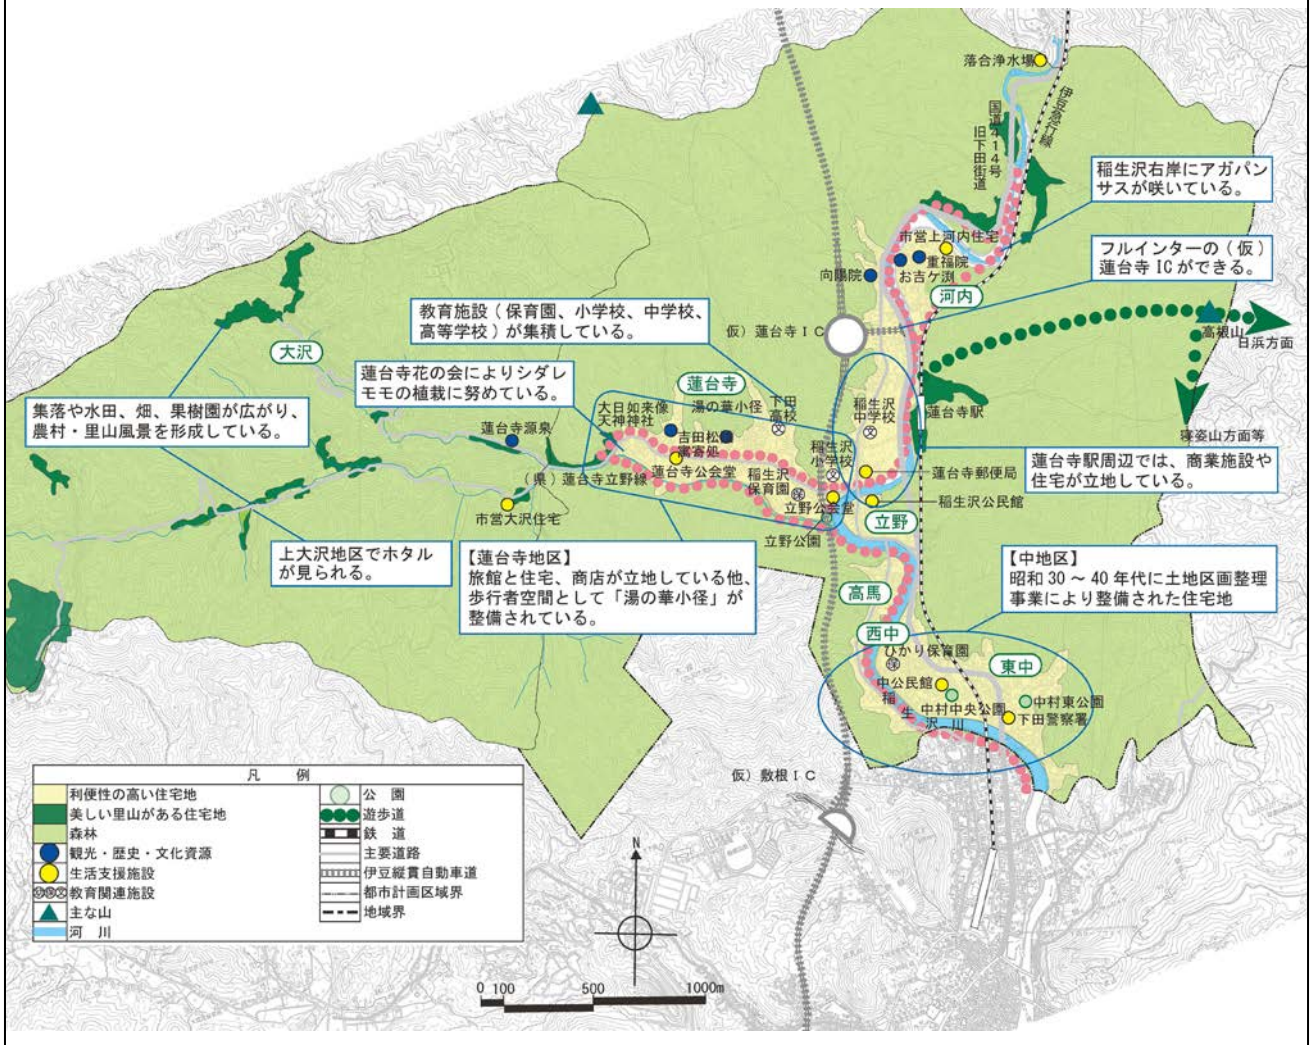 落合浄水場
伊豆急行線
国道414号
旧下田街道
稲生沢右岸にアガパン
サスが咲いている。
市営上河内住宅
重福院
お吉ケ渕
向陽院
河内
フルインターの(仮)
蓮台寺ICができる。
仮)蓮台寺IC
高根山
白浜方面
寝姿山方面等
教育施設(保育園、小学校、中学校、
高等学校)が集積している。
大沢
蓮台寺花の会によりシダレ
モモの植栽に努めている。
蓮台寺
集落や水田、畑、果樹園が広がり、
農村・里山風景を形成している。
大日如来像
天神神社
湯の華小径
下田
高校
稲生沢
中学校
蓮台寺駅
蓮台寺源泉
吉田松陰
寓寄処
蓮台寺公会堂
稲生沢
小学校
稲生沢
保育園
(県)蓮台寺立野線
蓮台寺郵便局
蓮台寺駅周辺では、商業施設や
住宅が立地している。
市営大沢住宅
立野公会堂
稲生沢公民館
立野
立野公園
上大沢地区でホタル
が見られる。
【蓮台寺地区】
旅館と住宅、商店が立地している他、
歩行者空間として「湯の華小径」が
整備されている。
【中地区】
昭和30～40年代に土地区画整理
事業により整備された住宅地
高馬
西中
ひかり保育園
東中
中公民館
中村中央公園
中村東公園
下田警察署
稲生沢川
仮)敷根IC
凡 例
利便性の高い住宅地
美しい里山がある住宅地
森林
観光・歴史・文化資源
生活支援施設
教育関連施設
主な山
河 川
公 園
遊歩道
鉄 道
主要道路
伊豆縦貫自動車道
都市計画区域界
地域界
N
0 100 500 1000m